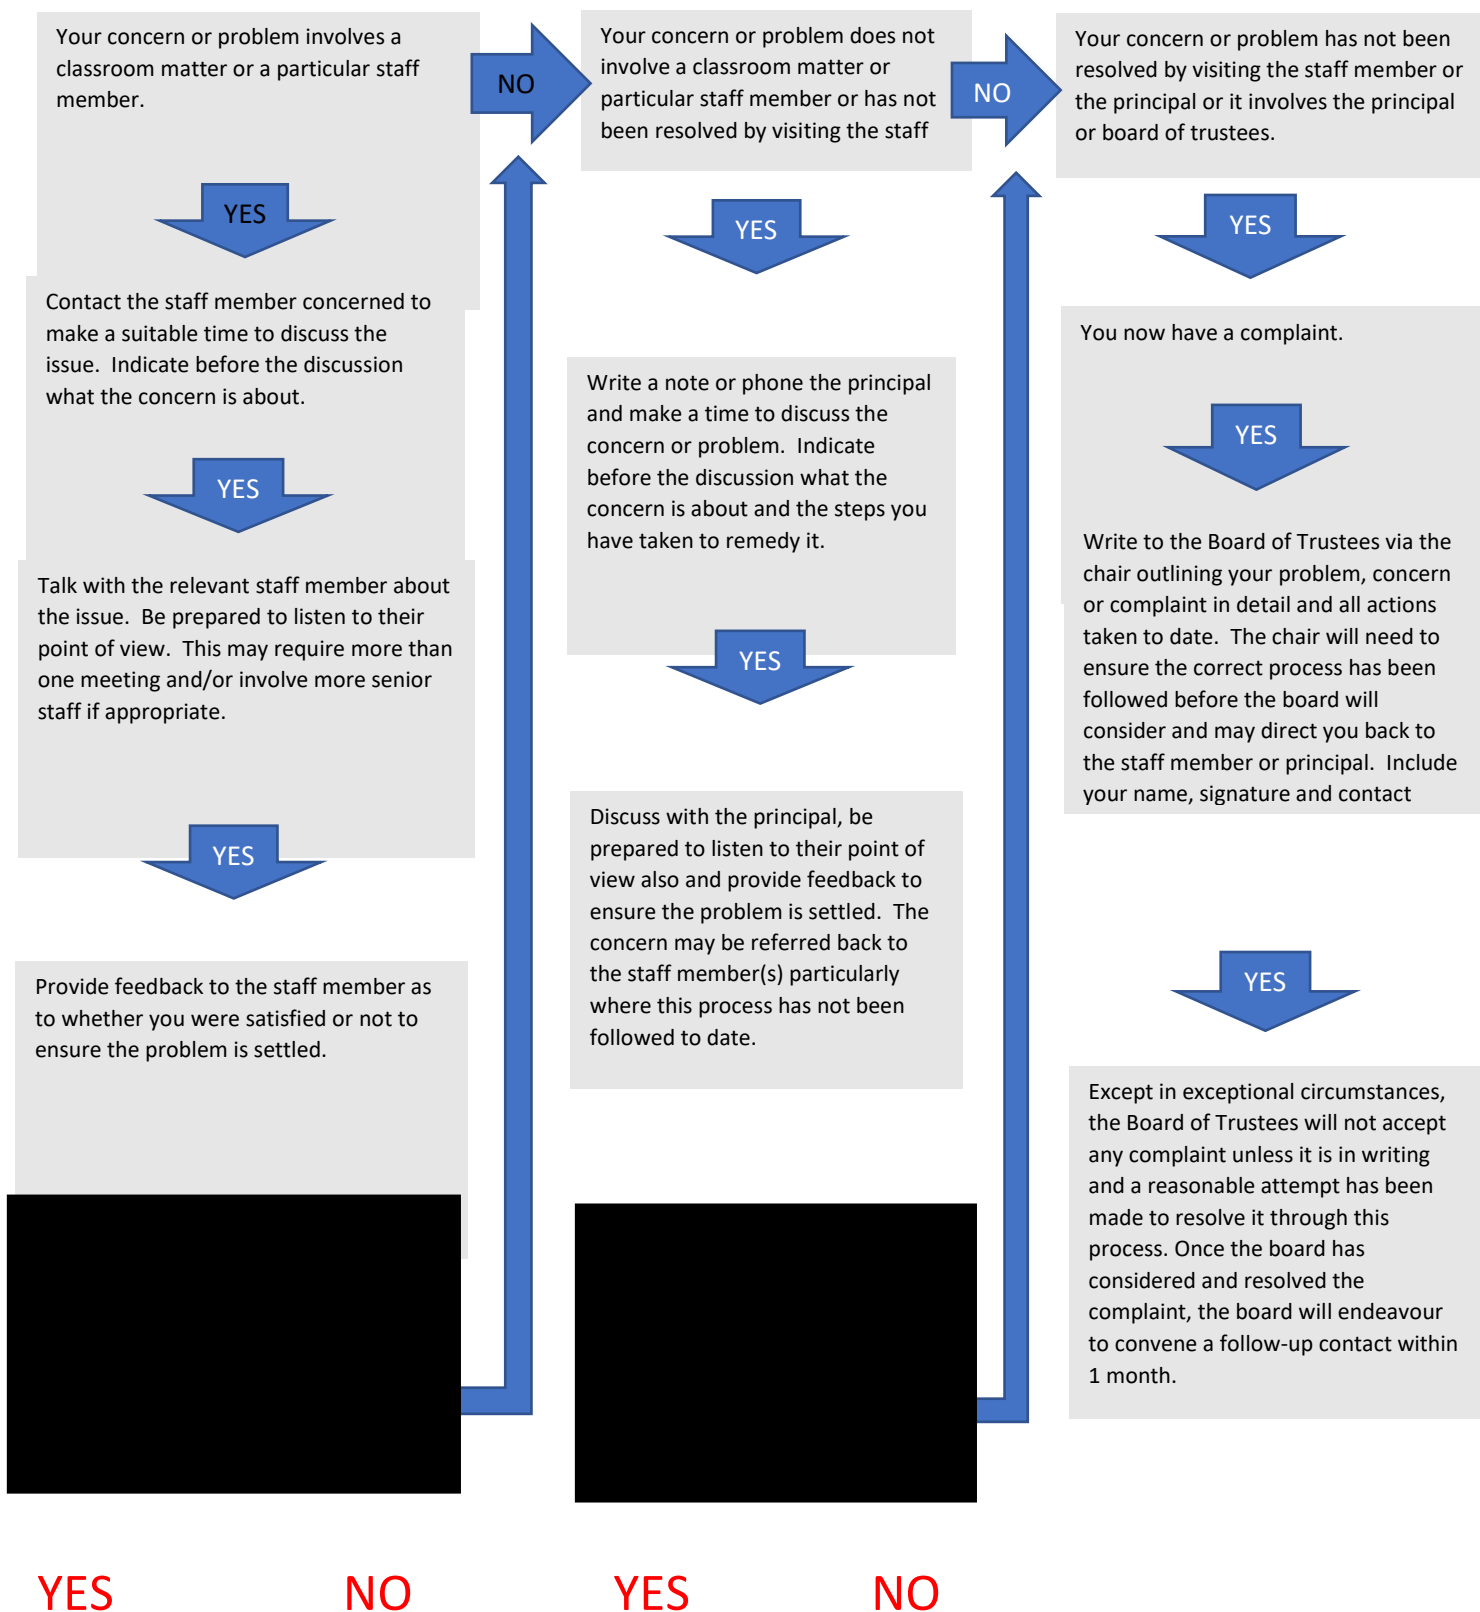 Your concern or problem involves a
classroom matter or a particular staff
member.
YES
Contact the staff member concerned to
make a suitable time to discuss the
issue.  Indicate before the discussion
what the concern is about.
YES
Talk with the relevant staff member about
the issue.  Be prepared to listen to their
point of view.  This may require more than
one meeting and/or involve more senior
staff if appropriate.
YES
Provide feedback to the staff member as
to whether you were satisfied or not to
ensure the problem is settled.
YES
NO
NO
Your concern or problem does not
involve a classroom matter or
particular staff member or has not
been resolved by visiting the staff
YES
Write a note or phone the principal
and make a time to discuss the
concern or problem.  Indicate
before the discussion what the
concern is about and the steps you
have taken to remedy it.
YES
Discuss with the principal, be
prepared to listen to their point of
view also and provide feedback to
ensure the problem is settled.  The
concern may be referred back to
the staff member(s) particularly
where this process has not been
followed to date.
YES
NO
NO
Your concern or problem has not been
resolved by visiting the staff member or
the principal or it involves the principal
or board of trustees.
YES
You now have a complaint.
YES
Write to the Board of Trustees via the
chair outlining your problem, concern
or complaint in detail and all actions
taken to date.  The chair will need to
ensure the correct process has been
followed before the board will
consider and may direct you back to
the staff member or principal.  Include
your name, signature and contact
YES
Except in exceptional circumstances,
the Board of Trustees will not accept
any complaint unless it is in writing
and a reasonable attempt has been
made to resolve it through this
process. Once the board has
considered and resolved the
complaint, the board will endeavour
to convene a follow-up contact within
1 month.